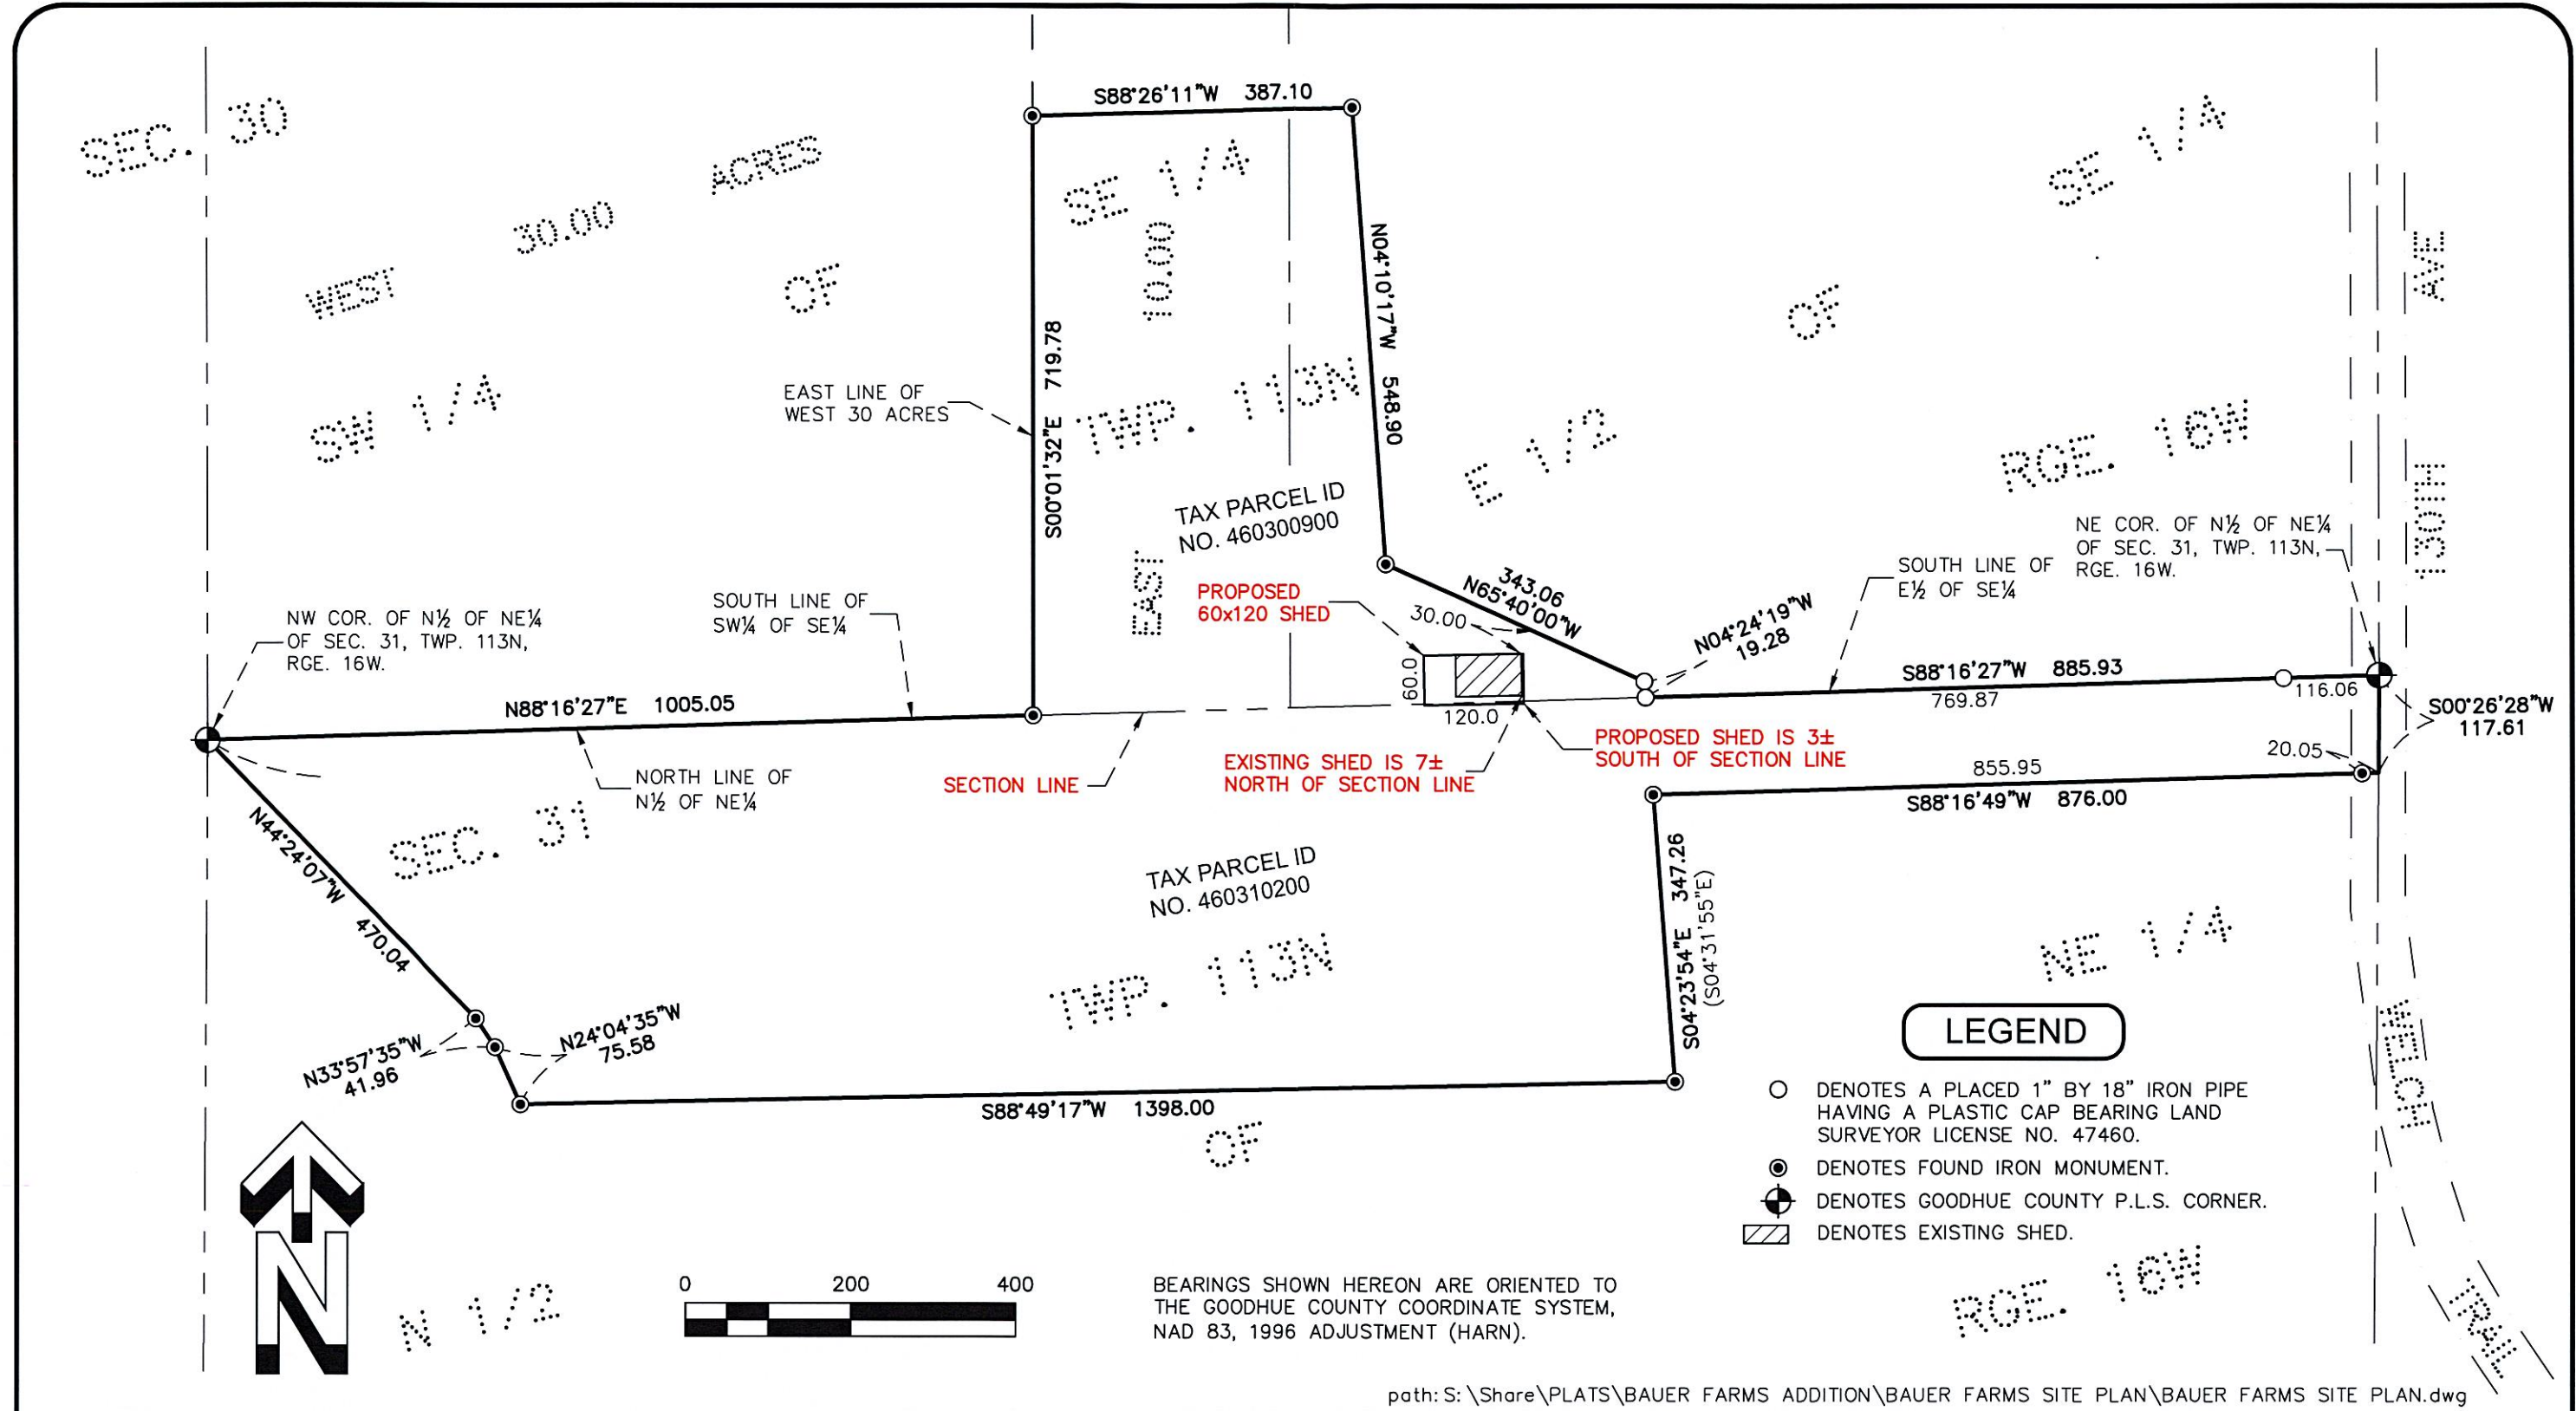 S88°26'11"W 387.10
SEC. 30
WEST 30.00 ACRES
OF
SW 1/4
SE 1/4
10.00
EAST
TWP. 113N
E 1/2
OF
SE 1/4
RGE. 16W
130TH AVE
N04°10'17"W 548.90
S00°01'32"E 719.78
EAST LINE OF
WEST 30 ACRES
TAX PARCEL ID
NO. 460300900
PROPOSED
60x120 SHED
30.00
343.06
N65°40'00"W
N04°24'19"W
19.28
SOUTH LINE OF
E½ OF SE¼
NE COR. OF N½ OF NE¼
OF SEC. 31, TWP. 113N,
RGE. 16W.
NW COR. OF N½ OF NE¼
OF SEC. 31, TWP. 113N,
RGE. 16W.
SOUTH LINE OF
SW¼ OF SE¼
N88°16'27"E 1005.05
60.0
120.0
S88°16'27"W 885.93
769.87
116.06
S00°26'28"W
117.61
20.05
NORTH LINE OF
N½ OF NE¼
SECTION LINE
EXISTING SHED IS 7±
NORTH OF SECTION LINE
PROPOSED SHED IS 3±
SOUTH OF SECTION LINE
855.95
S88°16'49"W 876.00
N44°24'07"W 470.04
SEC. 31
TAX PARCEL ID
NO. 460310200
TWP. 113N
S04°23'54"E 347.26
(S04°31'55"E)
NE 1/4
N33°57'35"W
41.96
N24°04'35"W
75.58
S88°49'17"W 1398.00
OF
WELCH
TRAIL
LEGEND
DENOTES A PLACED 1" BY 18" IRON PIPE
HAVING A PLASTIC CAP BEARING LAND
SURVEYOR LICENSE NO. 47460.
DENOTES FOUND IRON MONUMENT.
DENOTES GOODHUE COUNTY P.L.S. CORNER.
DENOTES EXISTING SHED.
N
N 1/2
0 200 400
BEARINGS SHOWN HEREON ARE ORIENTED TO
THE GOODHUE COUNTY COORDINATE SYSTEM,
NAD 83, 1996 ADJUSTMENT (HARN).
RGE. 16W
path: S:\Share\PLATS\BAUER FARMS ADDITION\BAUER FARMS SITE PLAN\BAUER FARMS SITE PLAN.dwg